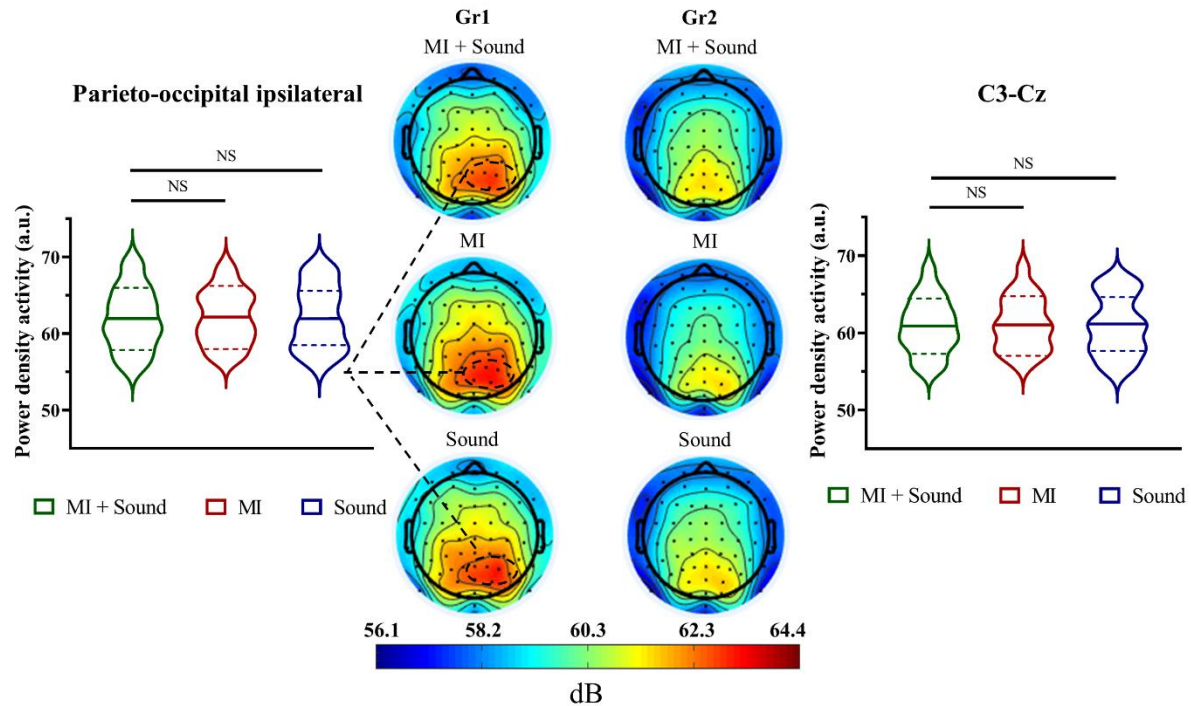 Gr1
Gr2
MI + Sound
MI + Sound
Parieto-occipital ipsilateral
C3-Cz
NS
NS
NS
NS
Power density activity (a.u.)
70
60
50
MI
MI
Power density activity (a.u.)
70
60
50
Sound
Sound
MI + Sound
MI
Sound
MI + Sound
MI
Sound
56.1
58.2
60.3
62.3
64.4
dB